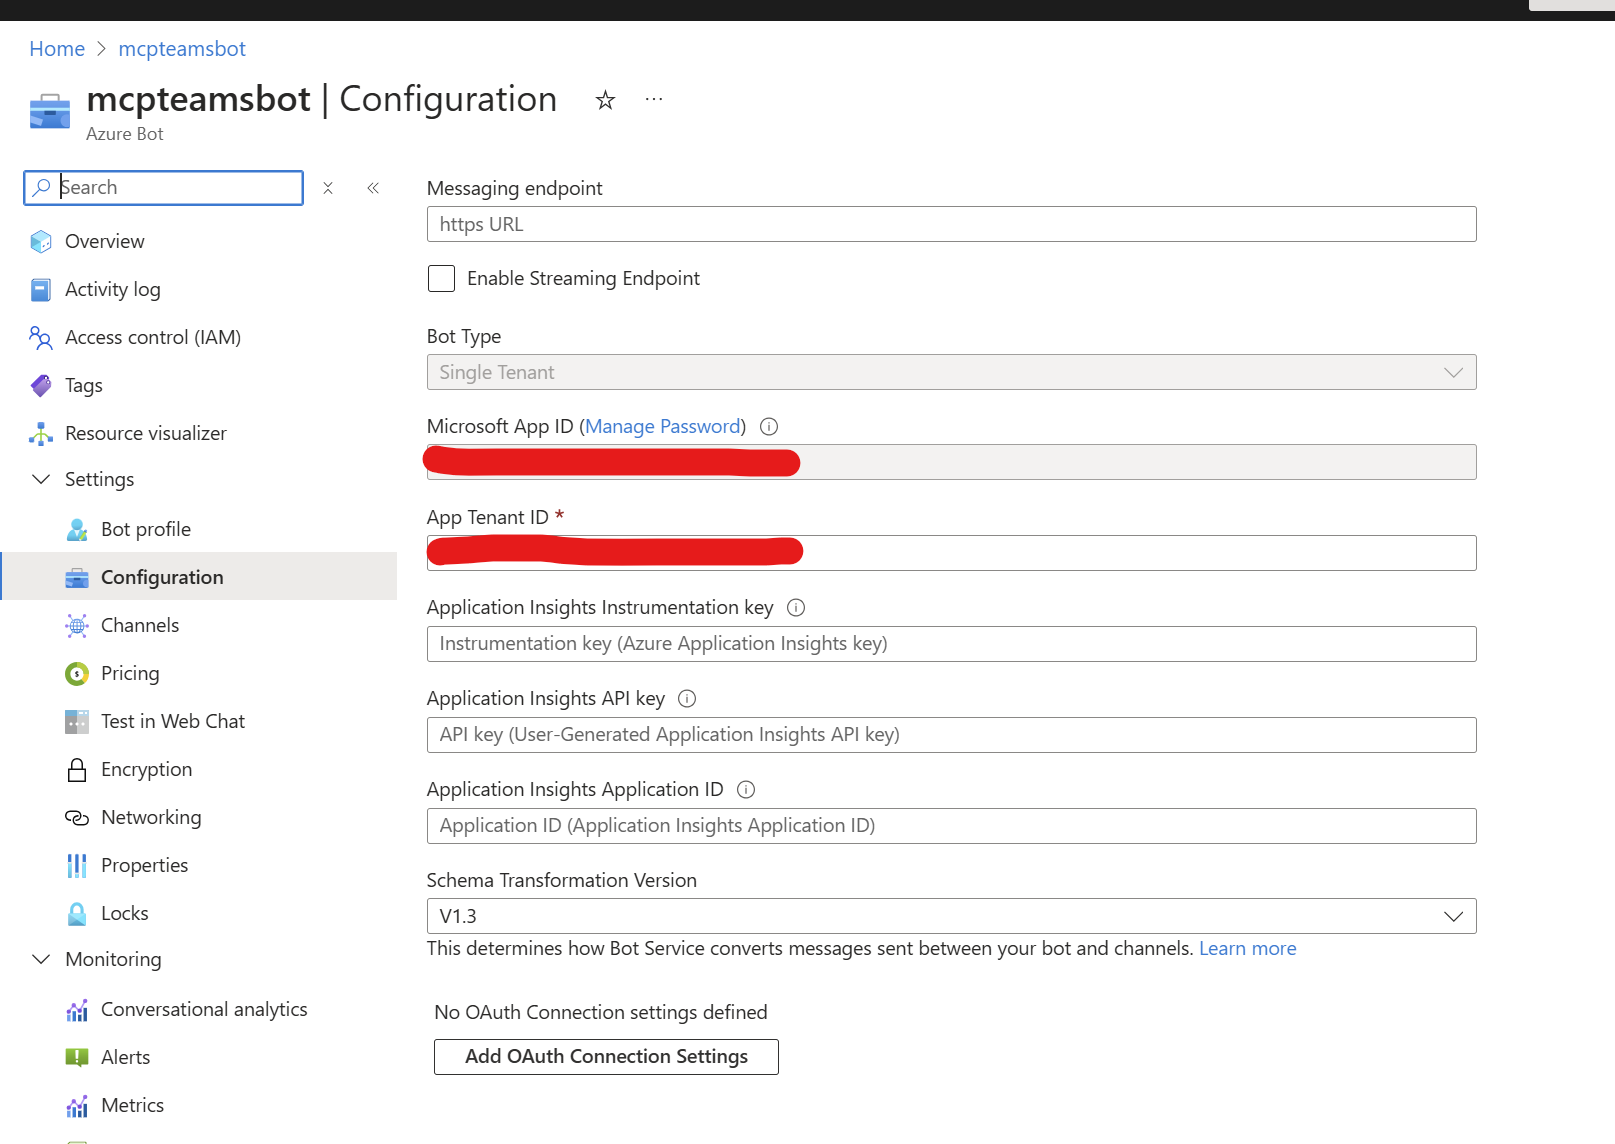 Home > mcpteamsbot
mcpteamsbot | Configuration
Azure Bot
Search
Overview
Activity log
Access control (IAM)
Tags
Resource visualizer
Settings
Bot profile
Configuration
Channels
Pricing
Test in Web Chat
Encryption
Networking
Properties
Locks
Monitoring
Conversational analytics
Alerts
Metrics
Messaging endpoint
https URL
Enable Streaming Endpoint
Bot Type
Single Tenant
Microsoft App ID (Manage Password)
App Tenant ID *
Application Insights Instrumentation key
Instrumentation key (Azure Application Insights key)
Application Insights API key
API key (User-Generated Application Insights API key)
Application Insights Application ID
Application ID (Application Insights Application ID)
Schema Transformation Version
V1.3
This determines how Bot Service converts messages sent between your bot and channels. Learn more
No OAuth Connection settings defined
Add OAuth Connection Settings